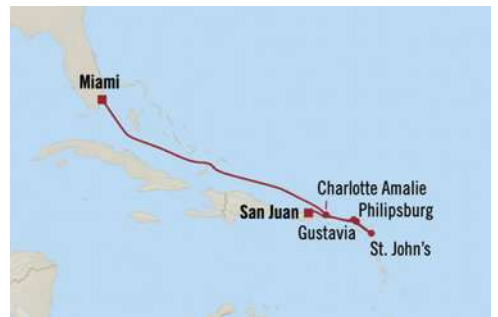 Miami
Charlotte Amalie
San Juan
Philipsburg
Gustavia
St. John's